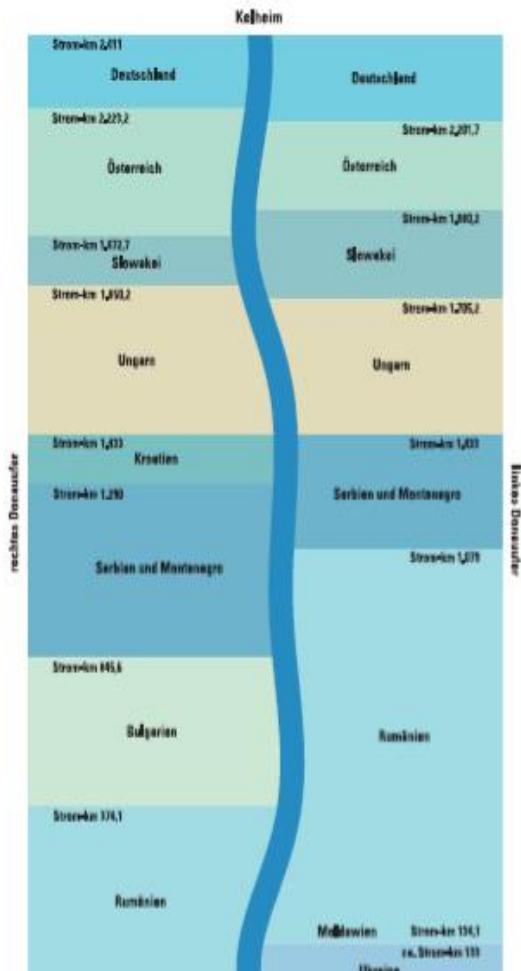 Kelheim
Strom-km 2.411
Deutschland
Strom-km 2.223,2
Österreich
Strom-km 1.872,7
Slowakei
Strom-km 1.850,2
Ungarn
Strom-km 1.433
Kroatien
Strom-km 1.290
Serbien und Montenegro
Strom-km 845,6
Bulgarien
Strom-km 374,1
Rumänien
rechtes Donauufer
Deutschland
Strom-km 2.201,7
Österreich
Strom-km 1.880,2
Slowakei
Strom-km 1.708,2
Ungarn
Strom-km 1.433
Serbien und Montenegro
Strom-km 1.075
Rumänien
Moldawien
Strom-km 134,1
ca. Strom-km 133
Ukraine
linkes Donauufer